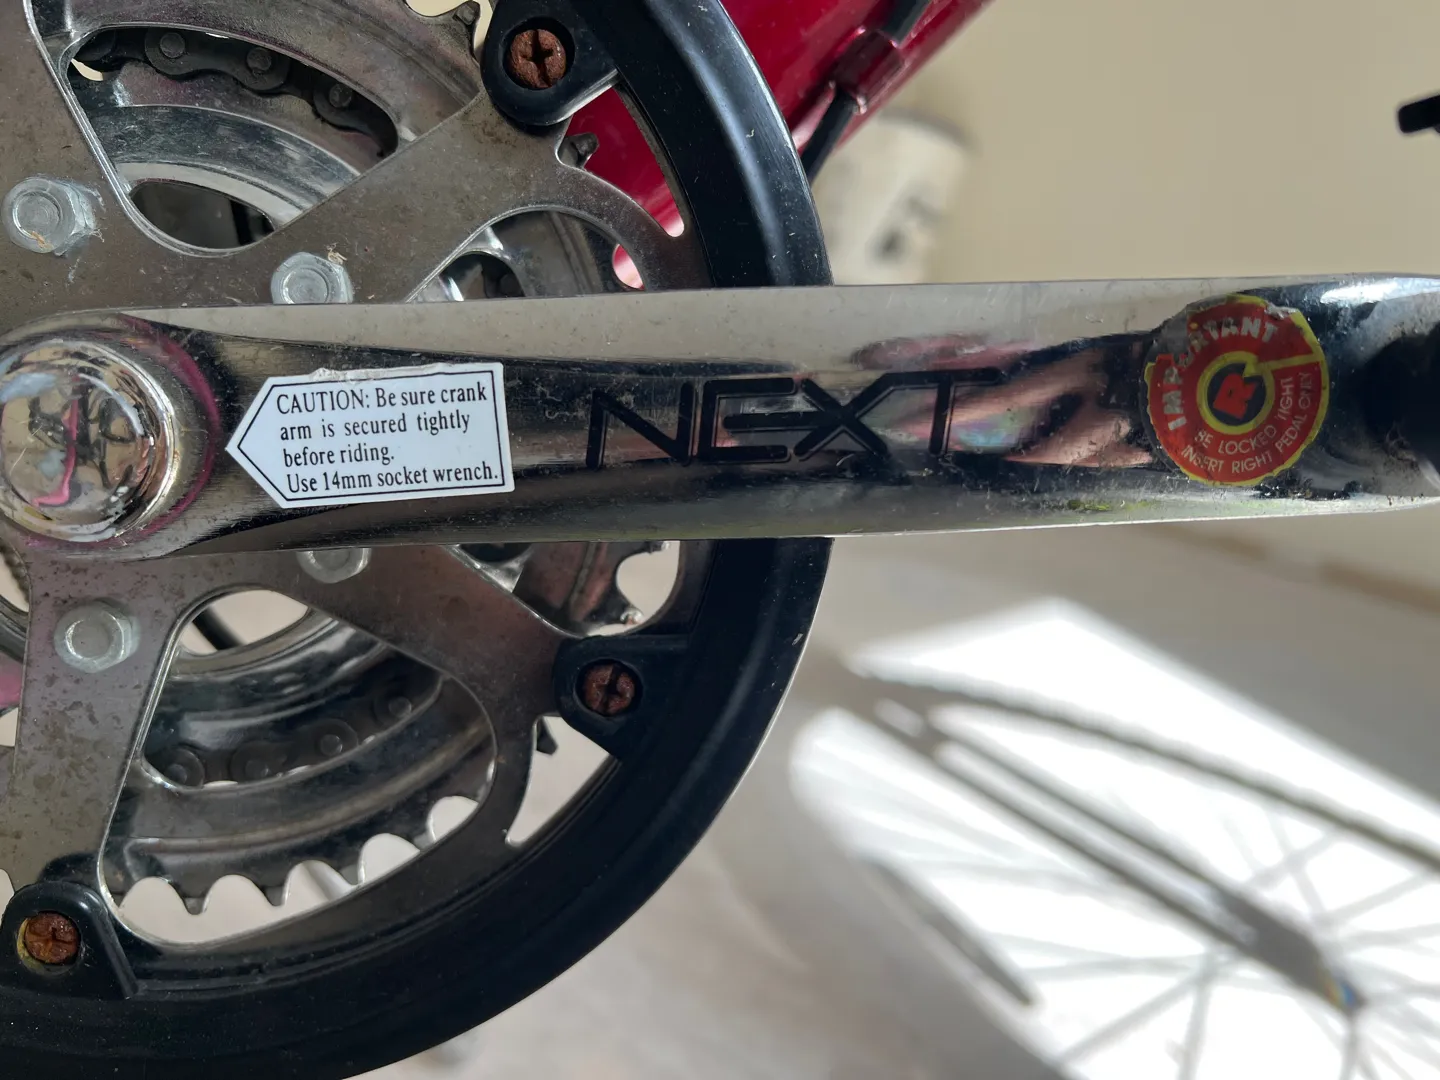 CAUTION: Be sure crank
arm is secured tightly
before riding.
Use 14mm socket wrench.
NEXT
IMPORTANT
R
BE LOCKED TIGHT
INSERT RIGHT PEDAL ONLY